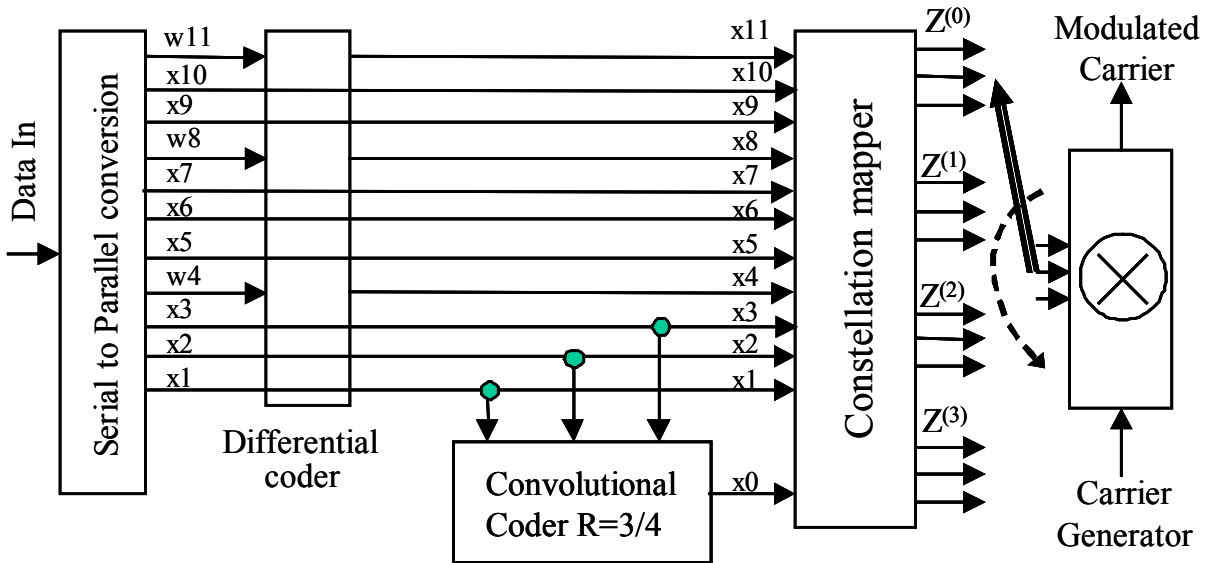 Data In
Serial to Parallel conversion
w11
x10
x9
w8
x7
x6
x5
w4
x3
x2
x1
Differential
coder
Convolutional
Coder R=3/4
x11
x10
x9
x8
x7
x6
x5
x4
x3
x2
x1
x0
Constellation mapper
Z(0)
Z(1)
Z(2)
Z(3)
Modulated
Carrier
Carrier
Generator